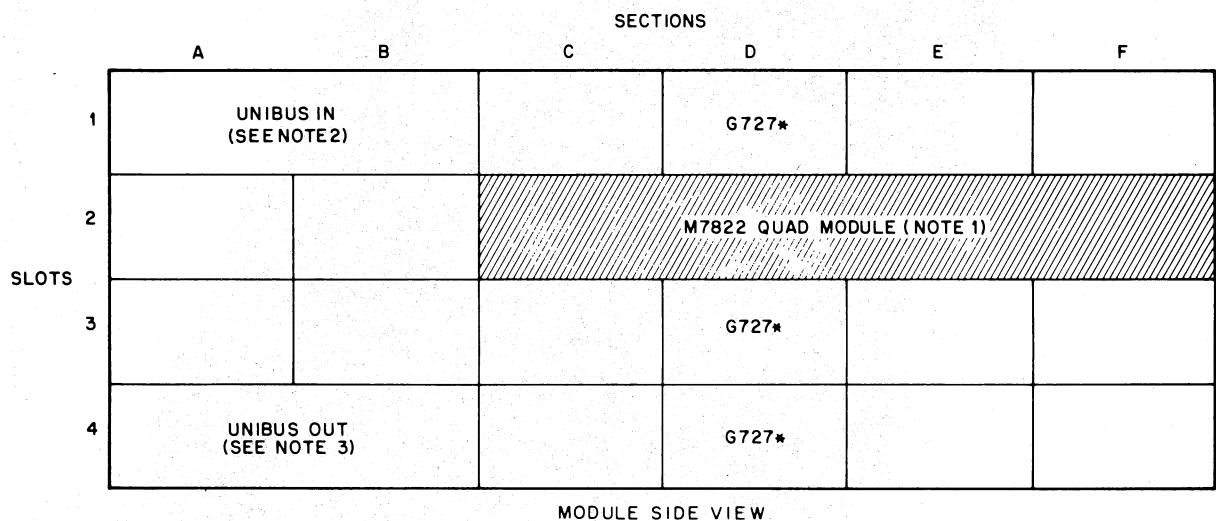 SECTIONS
A B C D E F
1 UNIBUS IN G727*
(SEE NOTE 2)
2 M7822 QUAD MODULE (NOTE 1)
SLOTS
3 G727*
4 UNIBUS OUT G727*
(SEE NOTE 3)
MODULE SIDE VIEW